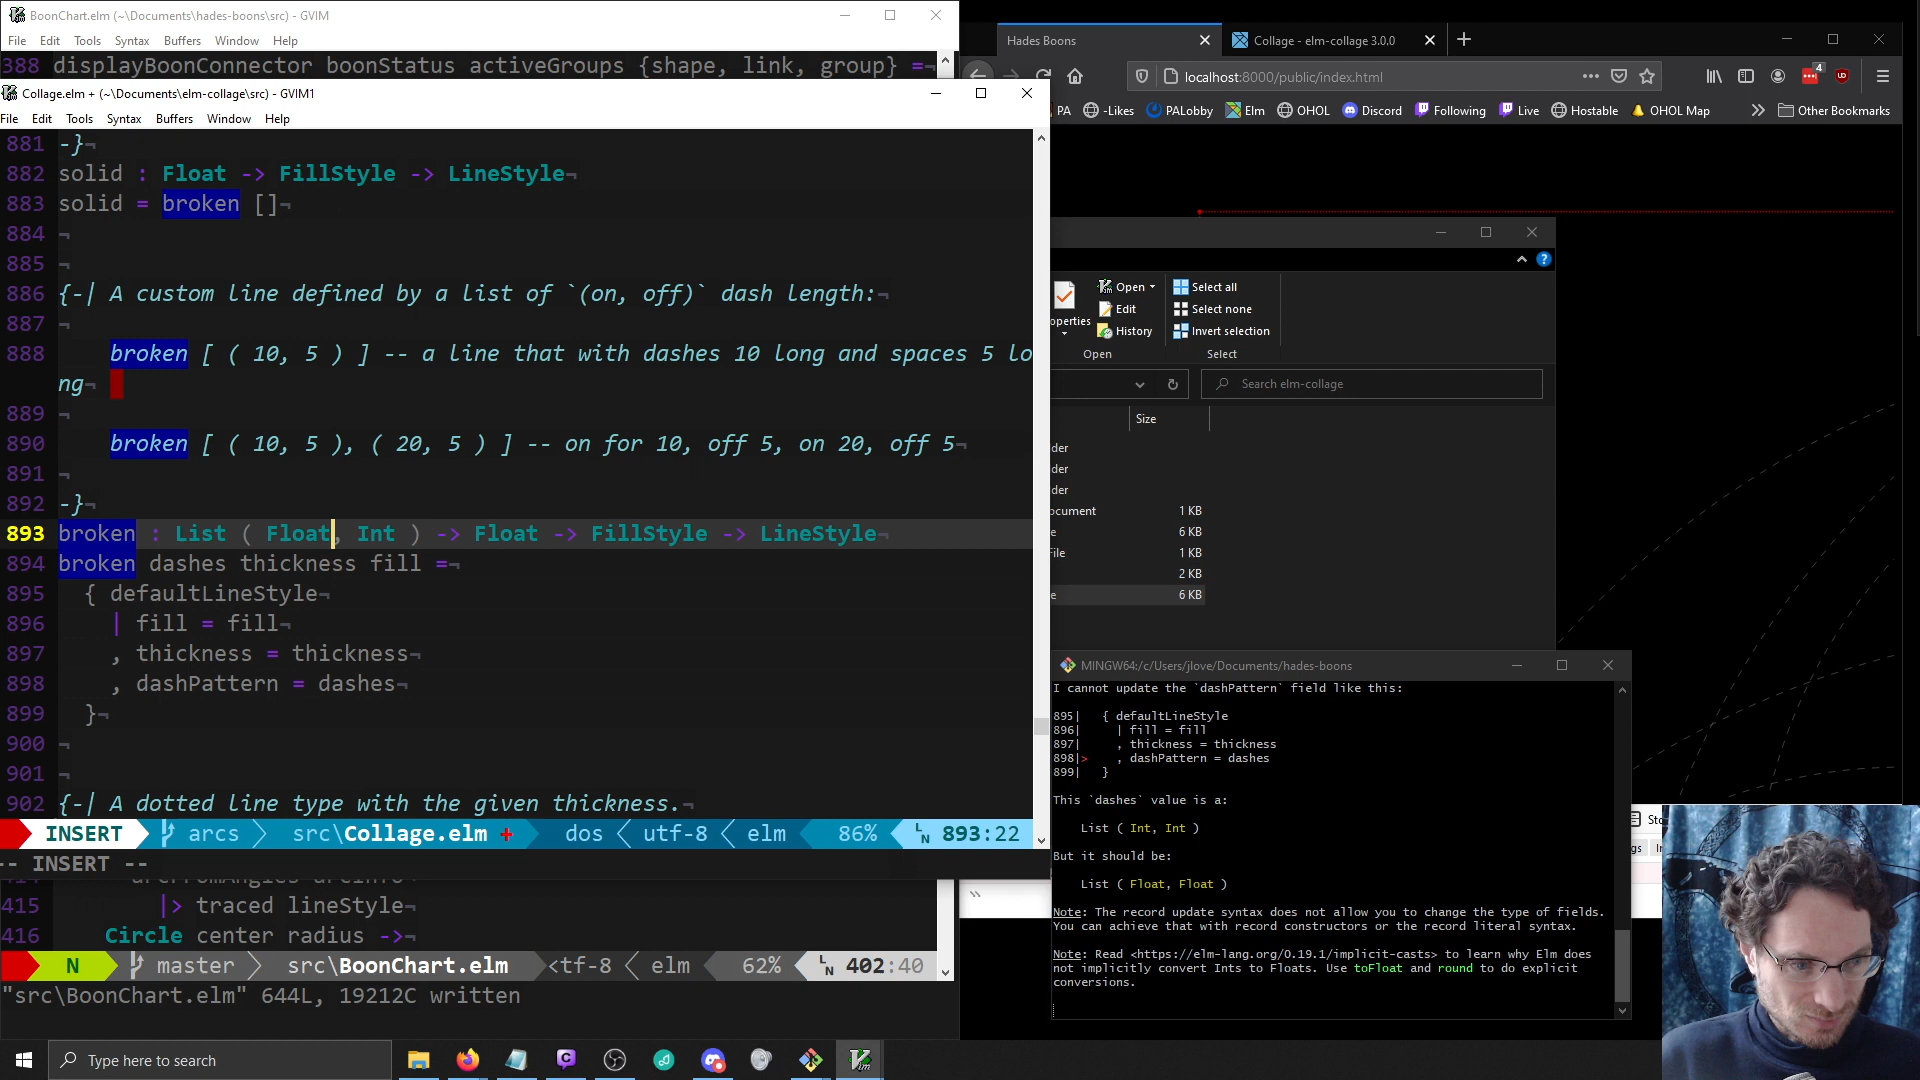 BoonChart.elm (~\Documents\hades-boons\src) - GVIM
File Edit Tools Syntax Buffers Window Help
388 displayBoonConnector boonStatus activeGroups {shape, link, group} =¬
Collage.elm + (~\Documents\elm-collage\src) - GVIM1
File Edit Tools Syntax Buffers Window Help
881 -}¬
882 solid : Float -> FillStyle -> LineStyle¬
883 solid = broken []¬
884 ¬
885 ¬
886 {-| A custom line defined by a list of `(on, off)` dash length:¬
887 ¬
888 broken [ ( 10, 5 ) ] -- a line that with dashes 10 long and spaces 5 lo
ng¬
889 ¬
890 broken [ ( 10, 5 ), ( 20, 5 ) ] -- on for 10, off 5, on 20, off 5¬
891 ¬
892 -}¬
893 broken : List ( Float, Int ) -> Float -> FillStyle -> LineStyle¬
894 broken dashes thickness fill =¬
895 { defaultLineStyle¬
896 | fill = fill¬
897 , thickness = thickness¬
898 , dashPattern = dashes¬
899 }¬
900 ¬
901 ¬
902 {-| A dotted line type with the given thickness.¬
INSERT arcs src\Collage.elm + dos utf-8 elm 86% LN 893:22
-- INSERT --
415 |> traced lineStyle¬
416 Circle center radius ->¬
N master src\BoonChart.elm <tf-8 elm 62% LN 402:40
"src\BoonChart.elm" 644L, 19212C written
Type here to search
Hades Boons
Collage - elm-collage 3.0.0
localhost:8000/public/index.html
4
PA -Likes PALobby Elm OHOL Discord Following Live Hostable OHOL Map Other Bookmarks
Open Select all
Edit Select none
operties
History Invert selection
Open Select
Search elm-collage
Size
der
der
der
ocument 1 KB
e 6 KB
File 1 KB
2 KB
e 6 KB
MINGW64:/c/Users/jlove/Documents/hades-boons
I cannot update the `dashPattern` field like this:
895| { defaultLineStyle
896| | fill = fill
897| , thickness = thickness
898|> , dashPattern = dashes
899| }
This `dashes` value is a:
List ( Int, Int )
But it should be:
List ( Float, Float )
Note: The record update syntax does not allow you to change the type of fields.
You can achieve that with record constructors or the record literal syntax.
Note: Read <https://elm-lang.org/0.19.1/implicit-casts> to learn why Elm does
not implicitly convert Ints to Floats. Use toFloat and round to do explicit
conversions.
Sto
gs